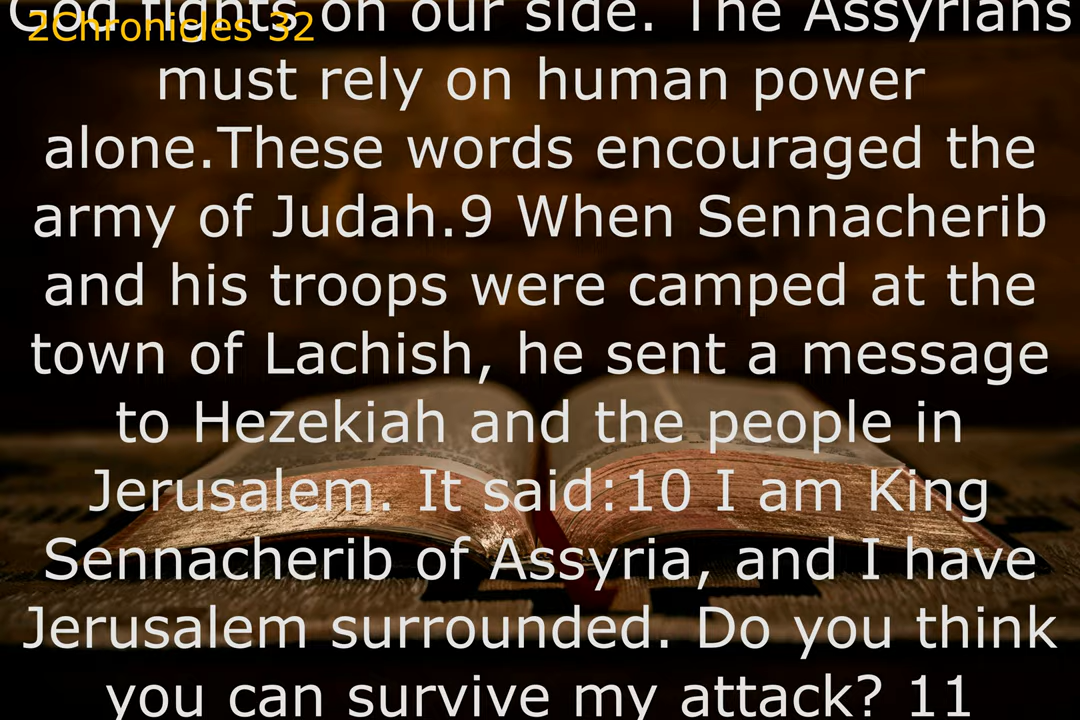 God fights on our side. The Assyrians
2Chronicles 32
must rely on human power
alone.These words encouraged the
army of Judah.9 When Sennacherib
and his troops were camped at the
town of Lachish, he sent a message
to Hezekiah and the people in
Jerusalem. It said:10 I am King
Sennacherib of Assyria, and I have
Jerusalem surrounded. Do you think
you can survive my attack? 11